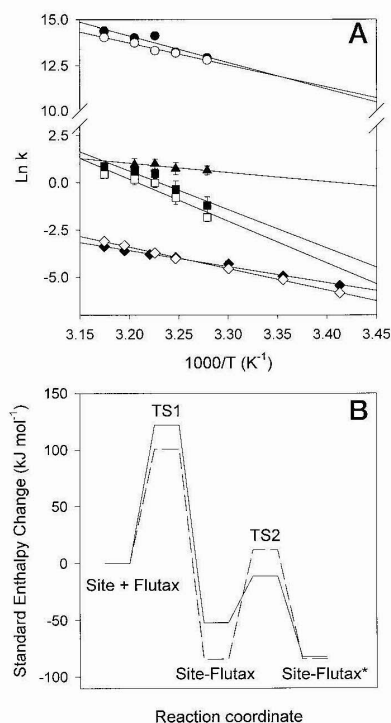 A
15.0
12.5
10.0
2.5
0.0
-2.5
-5.0
Ln k
3.15 3.20 3.25 3.30 3.35 3.40 3.45
1000/T (K⁻¹)
B
150
100
50
0
-50
-100
Standard Enthalpy Change (kJ mol⁻¹)
TS1
TS2
Site + Flutax
Site-Flutax
Site-Flutax*
Reaction coordinate